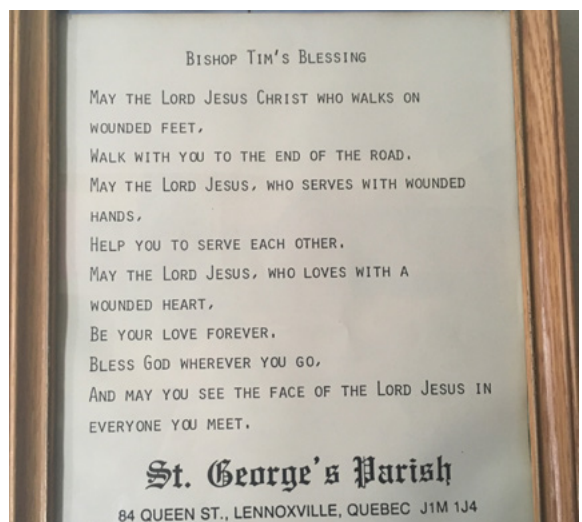 BISHOP TIM'S BLESSING
MAY THE LORD JESUS CHRIST WHO WALKS ON
WOUNDED FEET,
WALK WITH YOU TO THE END OF THE ROAD.
MAY THE LORD JESUS, WHO SERVES WITH WOUNDED
HANDS,
HELP YOU TO SERVE EACH OTHER.
MAY THE LORD JESUS, WHO LOVES WITH A
WOUNDED HEART,
BE YOUR LOVE FOREVER.
BLESS GOD WHEREVER YOU GO,
AND MAY YOU SEE THE FACE OF THE LORD JESUS IN
EVERYONE YOU MEET.
St. George's Parish
84 QUEEN ST., LENNOXVILLE, QUEBEC J1M 1J4